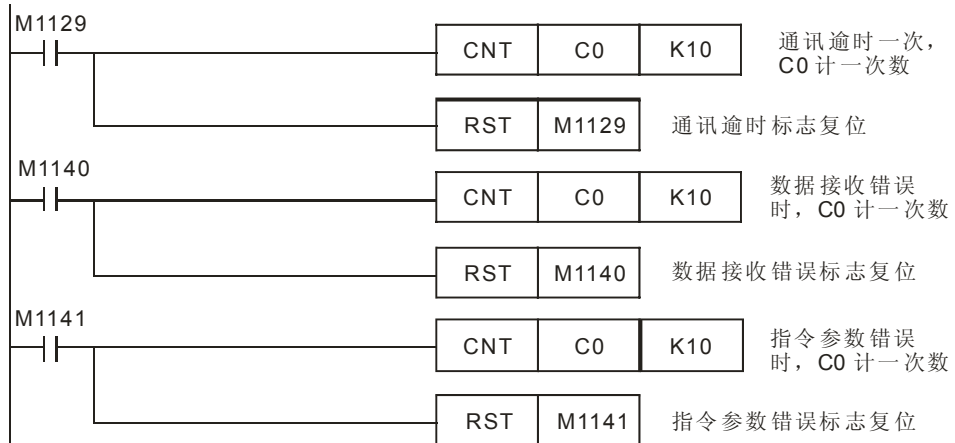 M1129
CNT C0 K10
通讯逾时一次，
C0 计一次数
RST M1129
通讯逾时标志复位
M1140
CNT C0 K10
数据接收错误
时，C0 计一次数
RST M1140
数据接收错误标志复位
M1141
CNT C0 K10
指令参数错误
时，C0 计一次数
RST M1141
指令参数错误标志复位